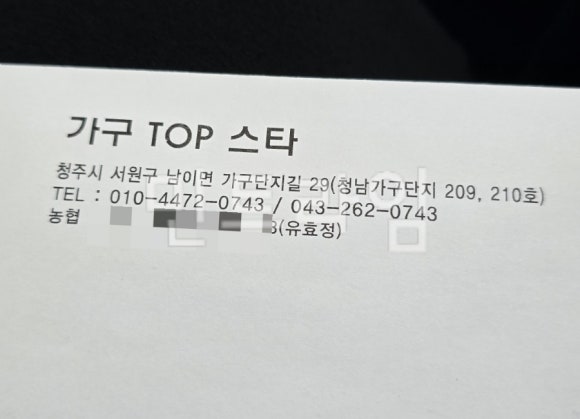 가구 TOP 스타
청주시 서원구 남이면 가구단지길 29(청남가구단지 209, 210호)
TEL : 010-4472-0743 / 043-262-0743
농협 3(유효정)